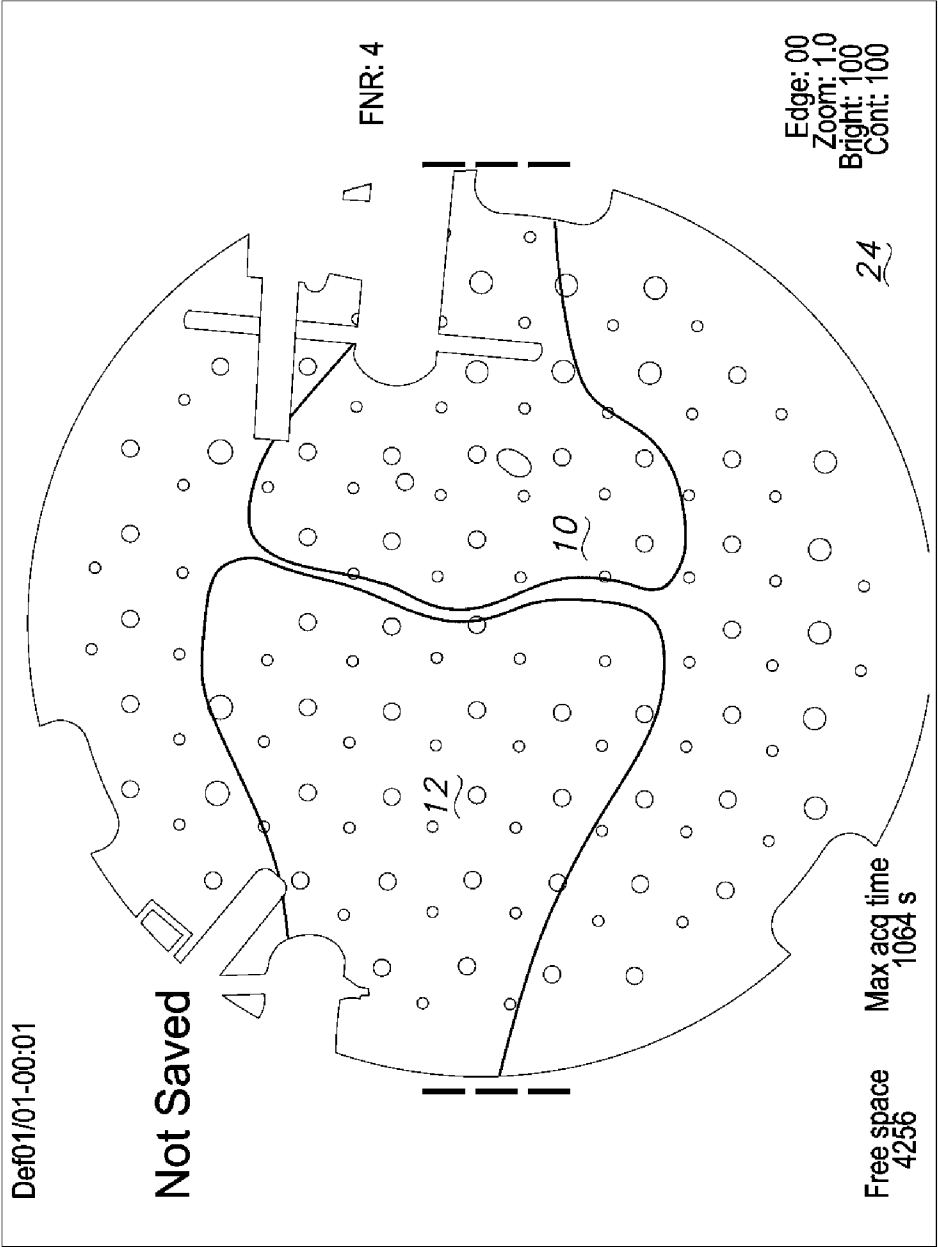 Def01/01-00:01
Not Saved
FNR: 4
12
10
24
Free space
4256
Max acq time
1064 s
Edge: 00
Zoom: 1.0
Bright: 100
Cont: 100